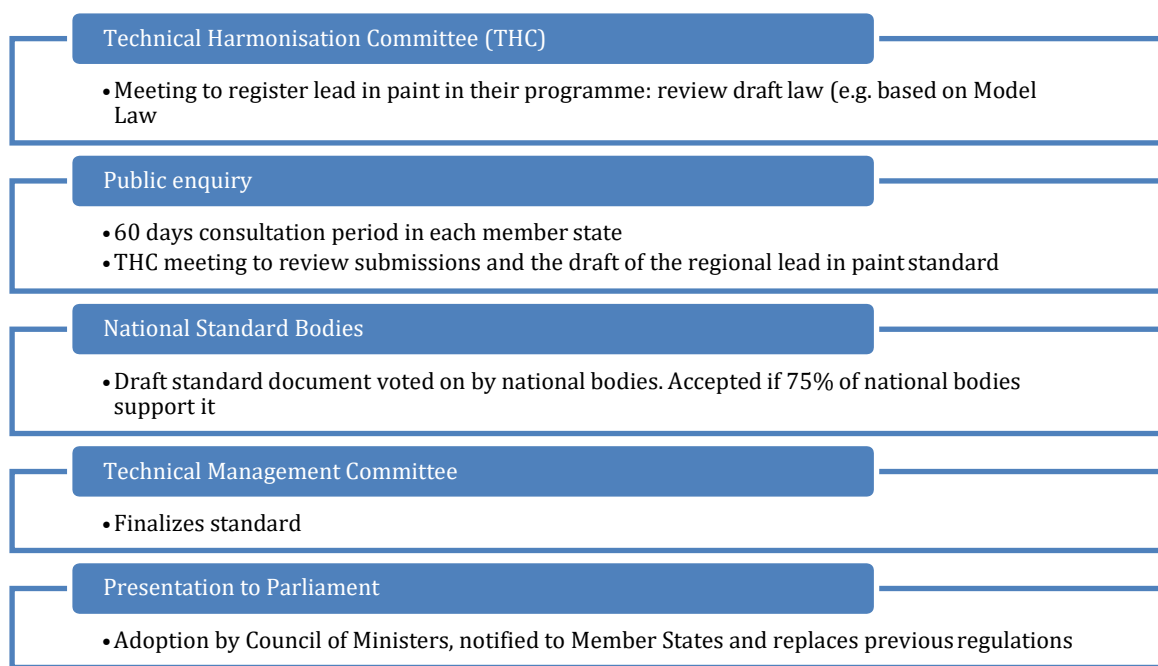 Technical Harmonisation Committee (THC)
•Meeting to register lead in paint in their programme: review draft law (e.g. based on Model
Law
Public enquiry
•60 days consultation period in each member state
•THC meeting to review submissions and the draft of the regional lead in paint standard
National Standard Bodies
•Draft standard document voted on by national bodies. Accepted if 75% of national bodies
support it
Technical Management Committee
•Finalizes standard
Presentation to Parliament
•Adoption by Council of Ministers, notified to Member States and replaces previous regulations